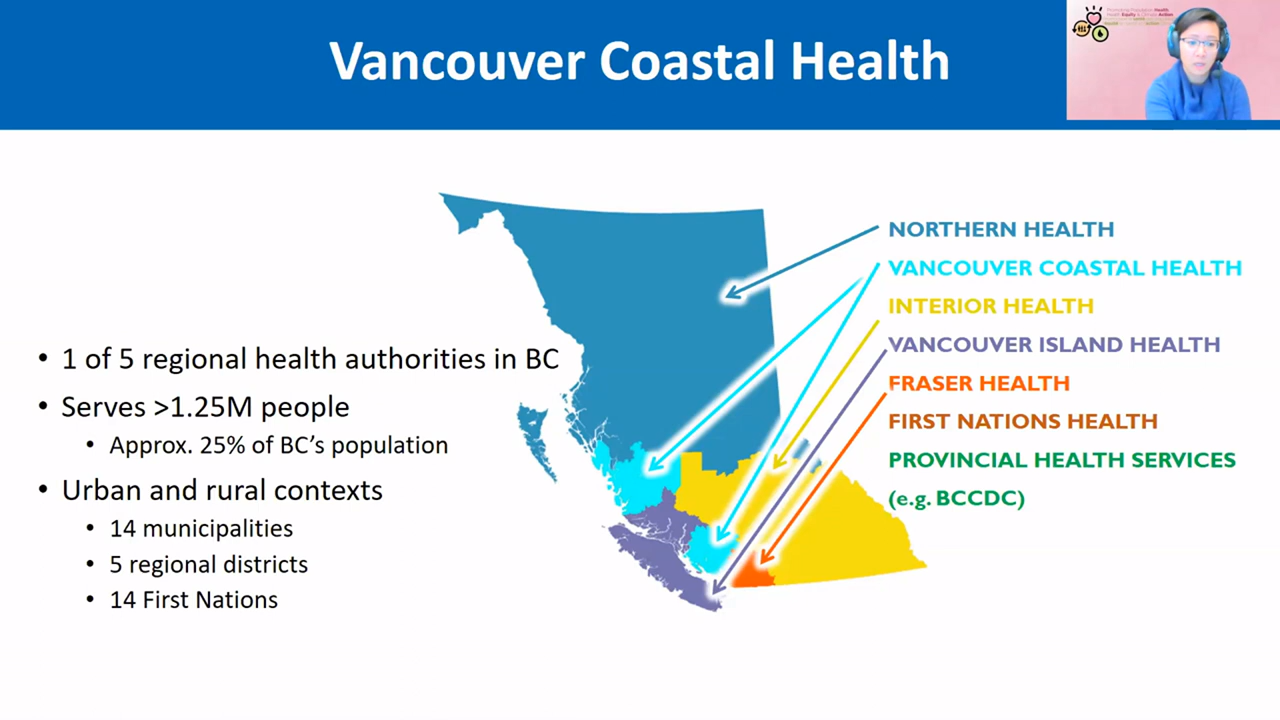 Vancouver Coastal Health
• 1 of 5 regional health authorities in BC
• Serves >1.25M people
• Approx. 25% of BC's population
• Urban and rural contexts
• 14 municipalities
• 5 regional districts
• 14 First Nations
NORTHERN HEALTH
VANCOUVER COASTAL HEALTH
INTERIOR HEALTH
VANCOUVER ISLAND HEALTH
FRASER HEALTH
FIRST NATIONS HEALTH
PROVINCIAL HEALTH SERVICES
(e.g. BCCDC)